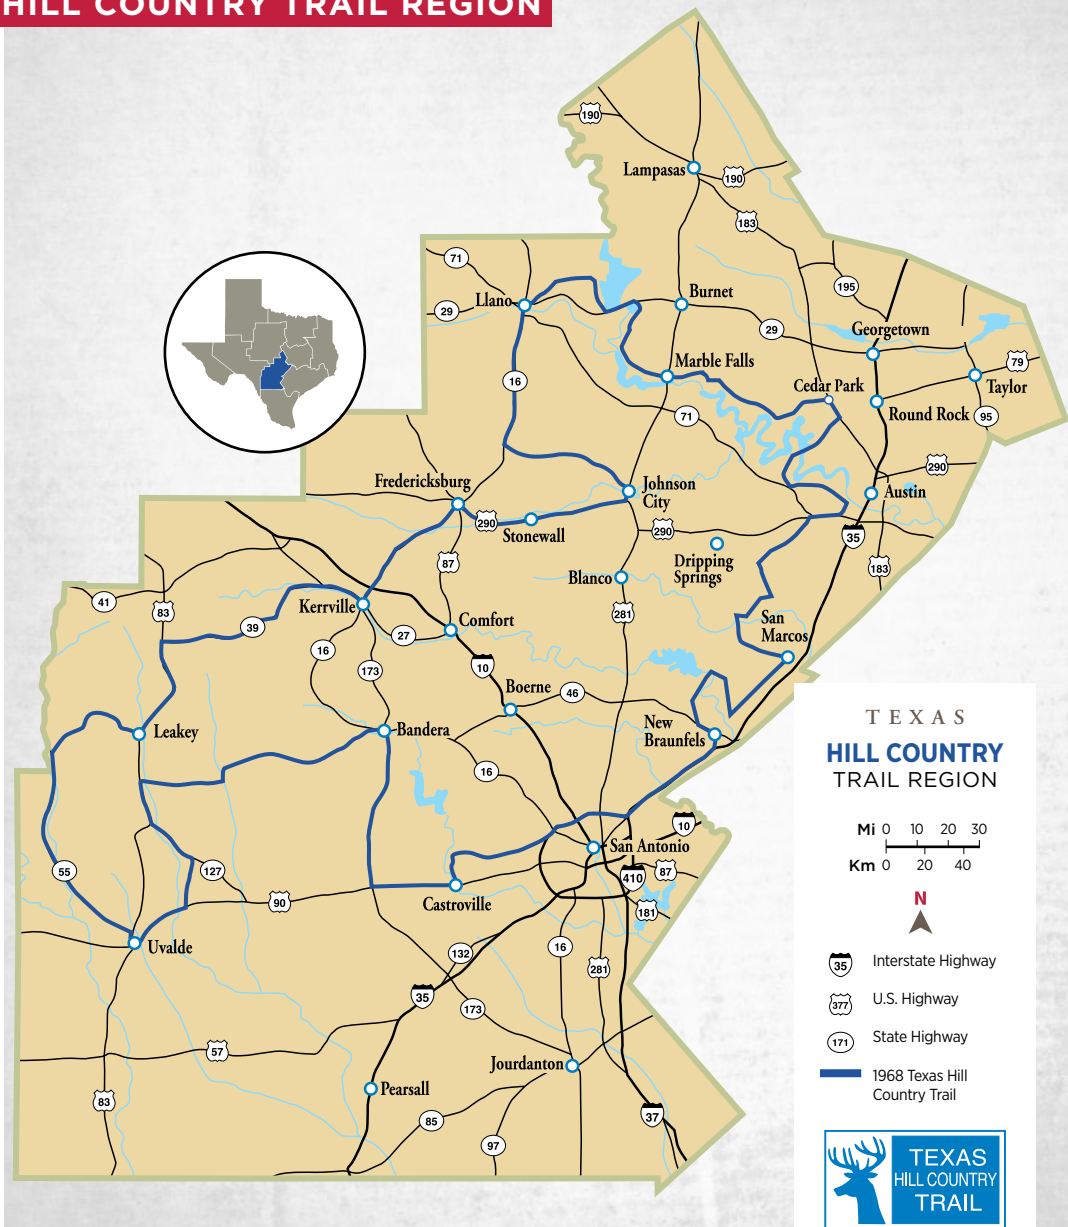 HILL COUNTRY TRAIL REGION
190
Lampasas
190
183
71
195
Llano
Burnet
29
29
Georgetown
Marble Falls
79
16
Cedar Park
Taylor
71
Round Rock
95
290
Fredericksburg
Johnson
City
Austin
290
Stonewall
290
35
Dripping
Springs
87
183
Blanco
41
83
Kerrville
281
39
Comfort
San
Marcos
27
16
173
10
Boerne
46
Leakey
Bandera
New
Braunfels
16
10
San Antonio
55
127
87
410
90
Castroville
181
Uvalde
132
16
281
35
173
57
Jourdanton
Pearsall
83
85
37
97
TEXAS
HILL COUNTRY
TRAIL REGION
Mi 0 10 20 30
Km 0 20 40
N
35 Interstate Highway
377 U.S. Highway
171 State Highway
1968 Texas Hill
Country Trail
TEXAS
HILL COUNTRY
TRAIL